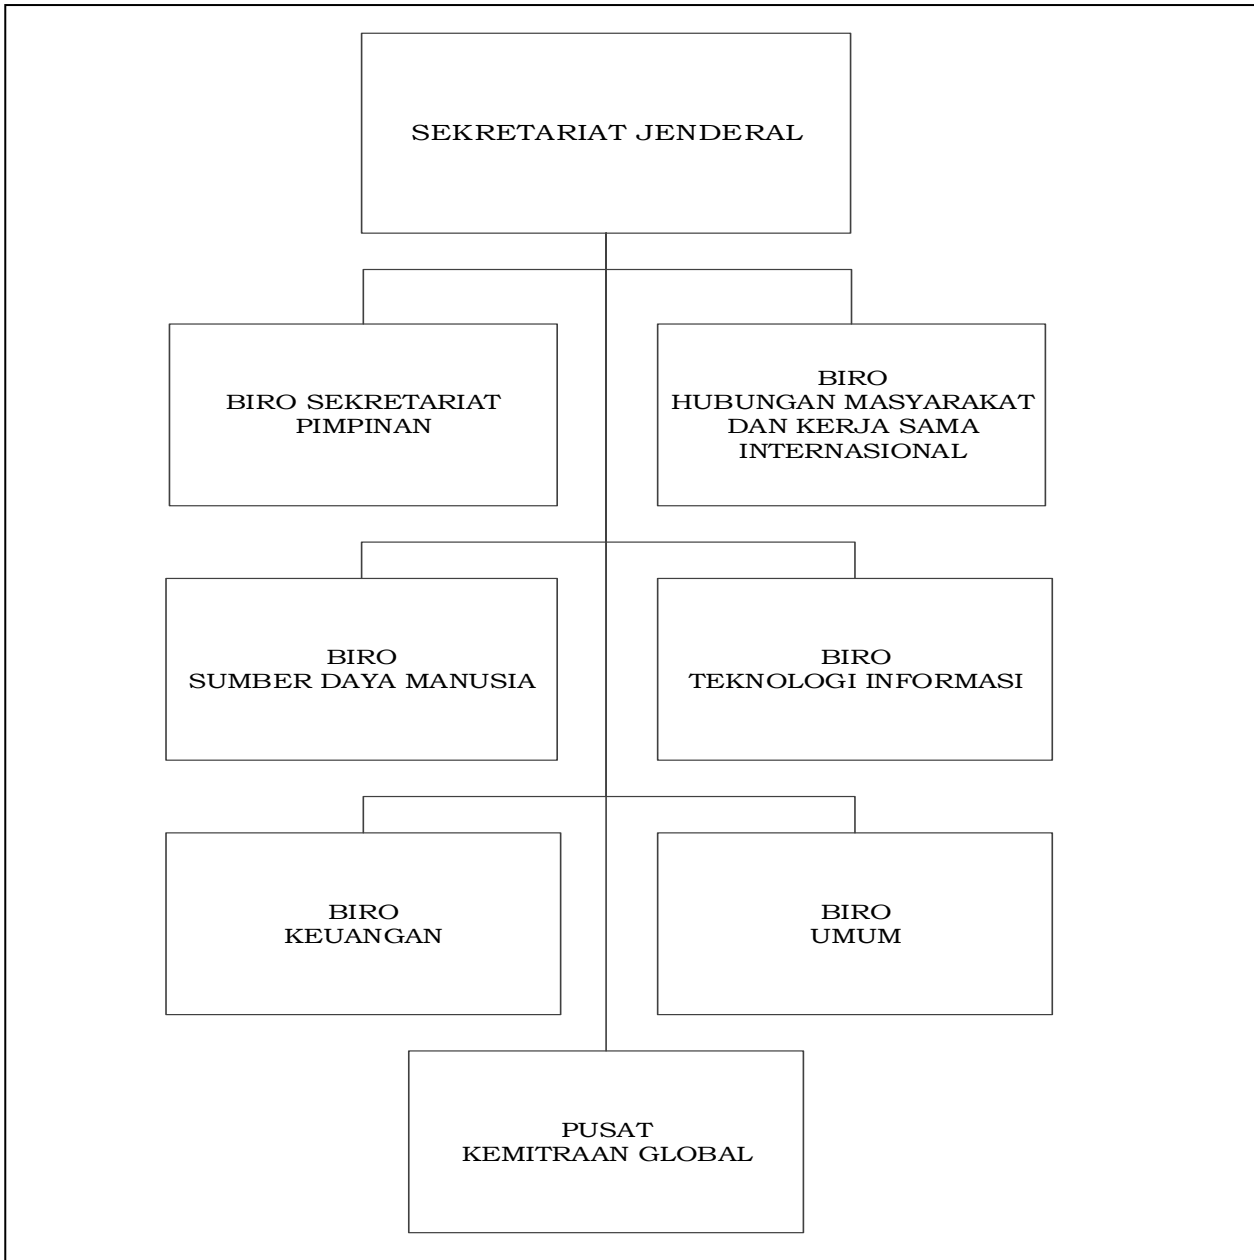 SEKRETARIAT JENDERAL
BIRO SEKRETARIAT
PIMPINAN
BIRO
HUBUNGAN MASYARAKAT
DAN KERJA SAMA
INTERNASIONAL
BIRO
SUMBER DAYA MANUSIA
BIRO
TEKNOLOGI INFORMASI
BIRO
KEUANGAN
BIRO
UMUM
PUSAT
KEMITRAAN GLOBAL